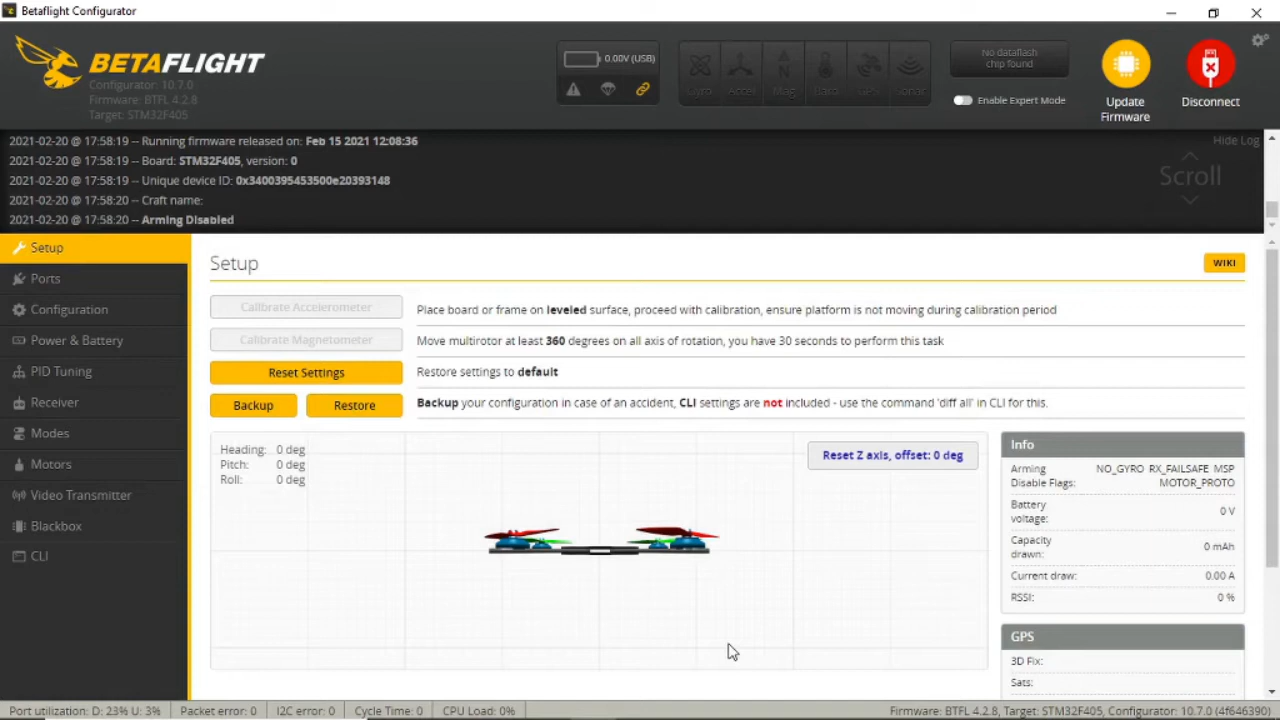 Betaflight Configurator
BETAFLIGHT
Configurator: 10.7.0
Firmware: BTFL 4.2.8
Target: STM32F405
0.00V (USB)
Gyro Accel Mag Baro GPS Sonar
No dataflash
chip found
Enable Expert Mode
Update
Firmware
Disconnect
2021-02-20 @ 17:58:19 -- Running firmware released on: Feb 15 2021 12:08:36
2021-02-20 @ 17:58:19 -- Board: STM32F405, version: 0
2021-02-20 @ 17:58:19 -- Unique device ID: 0x3400395453500e20393148
2021-02-20 @ 17:58:20 -- Craft name:
2021-02-20 @ 17:58:20 -- Arming Disabled
Hide Log
Scroll
Setup
Ports
Configuration
Power & Battery
PID Tuning
Receiver
Modes
Motors
Video Transmitter
Blackbox
CLI
Setup
WIKI
Calibrate Accelerometer
Place board or frame on leveled surface, proceed with calibration, ensure platform is not moving during calibration period
Calibrate Magnetometer
Move multirotor at least 360 degrees on all axis of rotation, you have 30 seconds to perform this task
Reset Settings
Restore settings to default
Backup
Restore
Backup your configuration in case of an accident, CLI settings are not included - use the command 'diff all' in CLI for this.
Heading: 0 deg
Pitch: 0 deg
Roll: 0 deg
Reset Z axis, offset: 0 deg
Info
Arming NO_GYRO RX_FAILSAFE MSP
Disable Flags: MOTOR_PROTO
Battery
voltage: 0 V
Capacity
drawn: 0 mAh
Current draw: 0.00 A
RSSI: 0 %
GPS
3D Fix:
Sats:
Port utilization: D: 23% U: 3% Packet error: 0 I2C error: 0 Cycle Time: 0 CPU Load: 0% Firmware: BTFL 4.2.8, Target: STM32F405, Configurator: 10.7.0 (4f646390)